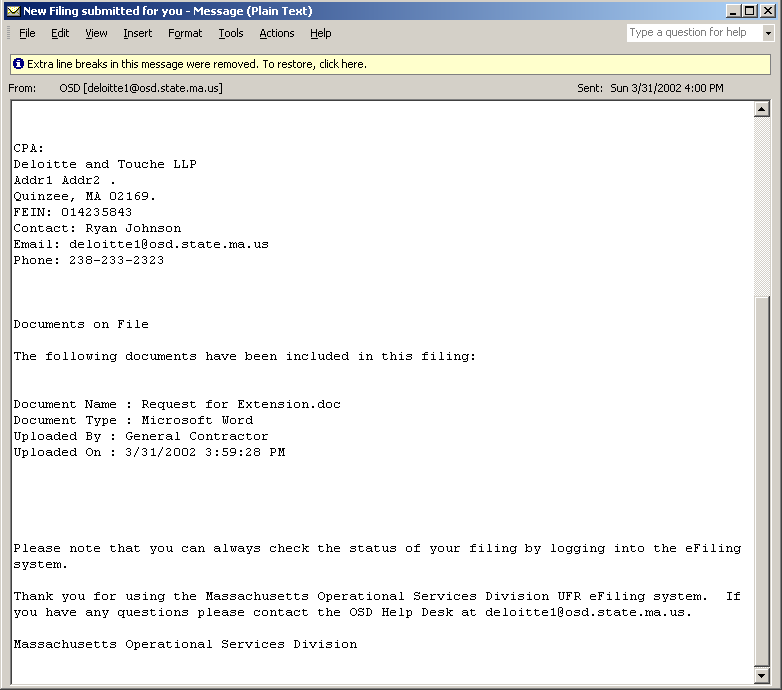 New Filing submitted for you - Message (Plain Text)
File Edit View Insert Format Tools Actions Help
Type a question for help
Extra line breaks in this message were removed. To restore, click here.
From: OSD [deloitte1@osd.state.ma.us] Sent: Sun 3/31/2002 4:00 PM
CPA:
Deloitte and Touche LLP
Addr1 Addr2 .
Quinzee, MA 02169.
FEIN: 014235843
Contact: Ryan Johnson
Email: deloitte1@osd.state.ma.us
Phone: 238-233-2323
Documents on File
The following documents have been included in this filing:
Document Name : Request for Extension.doc
Document Type : Microsoft Word
Uploaded By : General Contractor
Uploaded On : 3/31/2002 3:59:28 PM
Please note that you can always check the status of your filing by logging into the eFiling
system.
Thank you for using the Massachusetts Operational Services Division UFR eFiling system.  If
you have any questions please contact the OSD Help Desk at deloitte1@osd.state.ma.us.
Massachusetts Operational Services Division